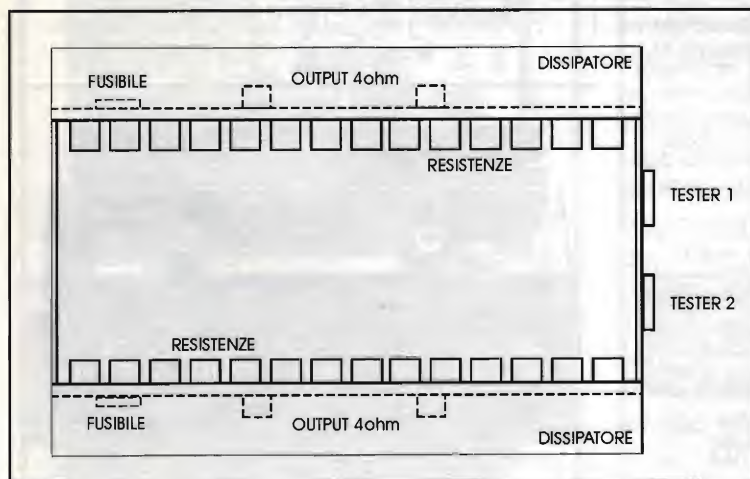 DISSIPATORE
FUSIBILE
OUTPUT 4ohm
RESISTENZE
TESTER 1
TESTER 2
RESISTENZE
FUSIBILE
OUTPUT 4ohm
DISSIPATORE